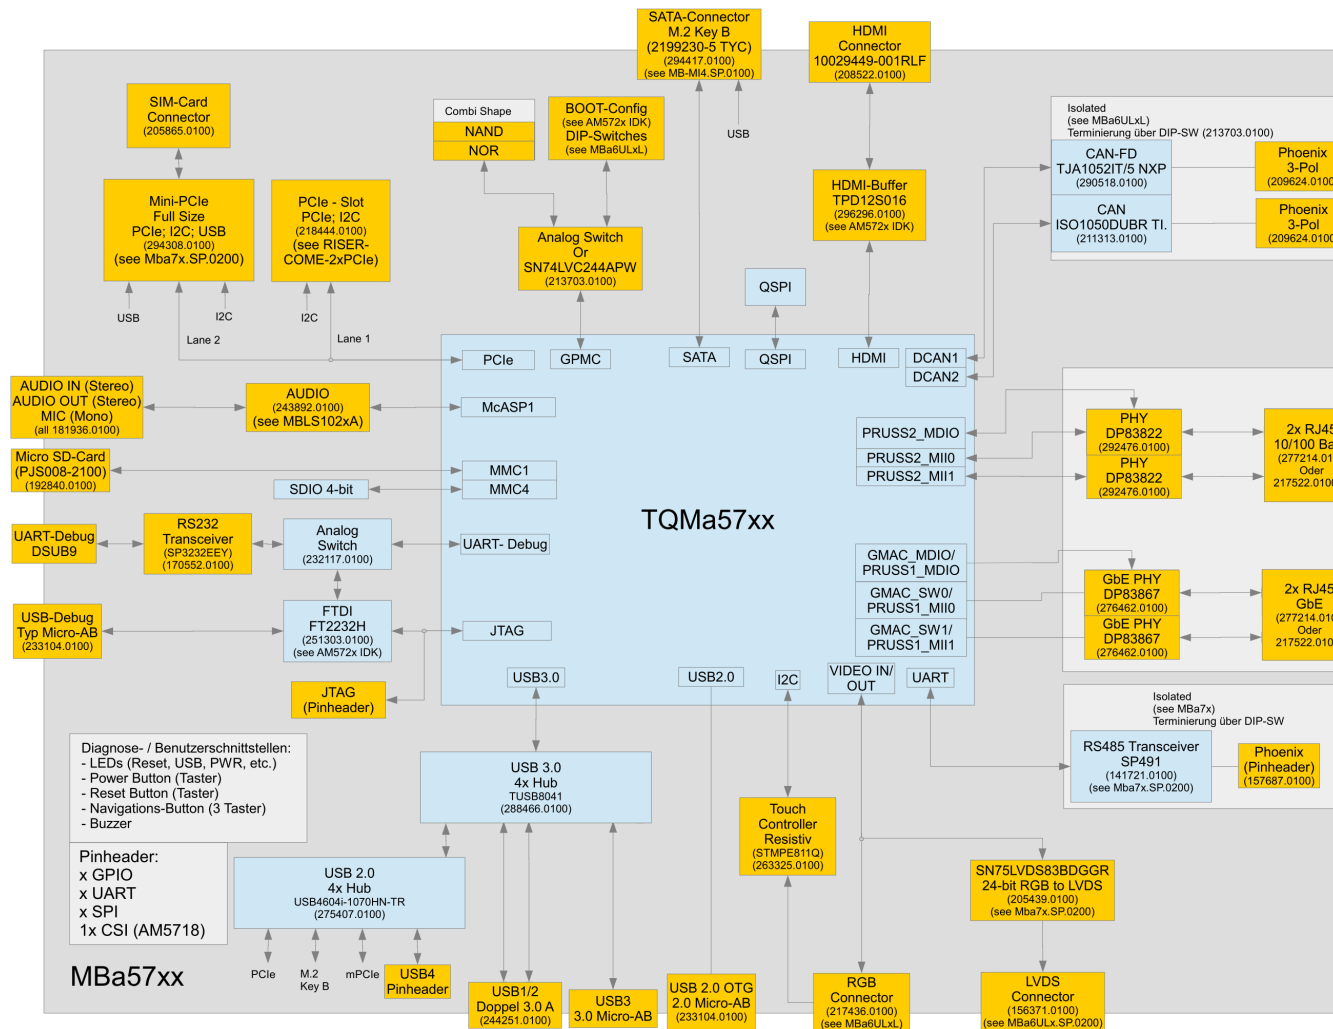 SATA-Connector
M.2 Key B
(2199230-5 TYC)
(294417.0100)
(see MB-MI4.SP.0100)
HDMI
Connector
10029449-001RLF
(208522.0100)
SIM-Card
Connector
(205865.0100)
Combi Shape
NAND
NOR
BOOT-Config
(see AM572x IDK)
DIP-Switches
(see MBa6ULxL)
USB
Isolated
(see MBa6ULxL)
Terminierung über DIP-SW (213703.0100)
CAN-FD
TJA1052IT/5 NXP
(290518.0100)
Phoenix
3-Pol
(209624.0100
CAN
ISO1050DUBR TI.
(211313.0100)
Phoenix
3-Pol
(209624.0100
Mini-PCIe
Full Size
PCIe; I2C; USB
(294308.0100)
(see Mba7x.SP.0200)
PCIe - Slot
PCIe; I2C
(218444.0100)
(see RISER-
COME-2xPCIe)
HDMI-Buffer
TPD12S016
(296296.0100)
(see AM572x IDK)
Analog Switch
Or
SN74LVC244APW
(213703.0100)
QSPI
USB
I2C
I2C
Lane 2
Lane 1
PCIe
GPMC
SATA
QSPI
HDMI
DCAN1
DCAN2
AUDIO IN (Stereo)
AUDIO OUT (Stereo)
MIC (Mono)
(all 181936.0100)
AUDIO
(243892.0100)
(see MBLS102xA)
McASP1
PRUSS2_MDIO
PRUSS2_MII0
PRUSS2_MII1
PHY
DP83822
(292476.0100)
PHY
DP83822
(292476.0100)
2x RJ45
10/100 Ba
(277214.01
Oder
217522.0100
Micro SD-Card
(PJS008-2100)
(192840.0100)
MMC1
SDIO 4-bit
MMC4
TQMa57xx
UART-Debug
DSUB9
RS232
Transceiver
(SP3232EEY)
(170552.0100)
Analog
Switch
(232117.0100)
UART- Debug
GMAC_MDIO/
PRUSS1_MDIO
GMAC_SW0/
PRUSS1_MII0
GMAC_SW1/
PRUSS1_MII1
GbE PHY
DP83867
(276462.0100)
GbE PHY
DP83867
(276462.0100)
2x RJ45
GbE
(277214.010
Oder
217522.0100
USB-Debug
Typ Micro-AB
(233104.0100)
FTDI
FT2232H
(251303.0100)
(see AM572x IDK)
JTAG
JTAG
(Pinheader)
USB3.0
USB2.0
I2C
VIDEO IN/
OUT
UART
Isolated
(see MBa7x)
Terminierung über DIP-SW
RS485 Transceiver
SP491
(141721.0100)
(see Mba7x.SP.0200)
Phoenix
(Pinheader)
(157687.0100)
Diagnose- / Benutzerschnittstellen:
- LEDs (Reset, USB, PWR, etc.)
- Power Button (Taster)
- Reset Button (Taster)
- Navigations-Button (3 Taster)
- Buzzer
USB 3.0
4x Hub
TUSB8041
(288466.0100)
Touch
Controller
Resistiv
(STMPE811Q)
(263325.0100)
Pinheader:
x GPIO
x UART
x SPI
1x CSI (AM5718)
USB 2.0
4x Hub
USB4604i-1070HN-TR
(275407.0100)
SN75LVDS83BDGGR
24-bit RGB to LVDS
(205439.0100)
(see Mba7x.SP.0200)
MBa57xx
PCIe
M.2
Key B
mPCIe
USB4
Pinheader
USB1/2
Doppel 3.0 A
(244251.0100)
USB3
3.0 Micro-AB
USB 2.0 OTG
2.0 Micro-AB
(233104.0100)
RGB
Connector
(217436.0100)
(see MBa6ULxL)
LVDS
Connector
(156371.0100)
(see MBa6ULx.SP.0200)